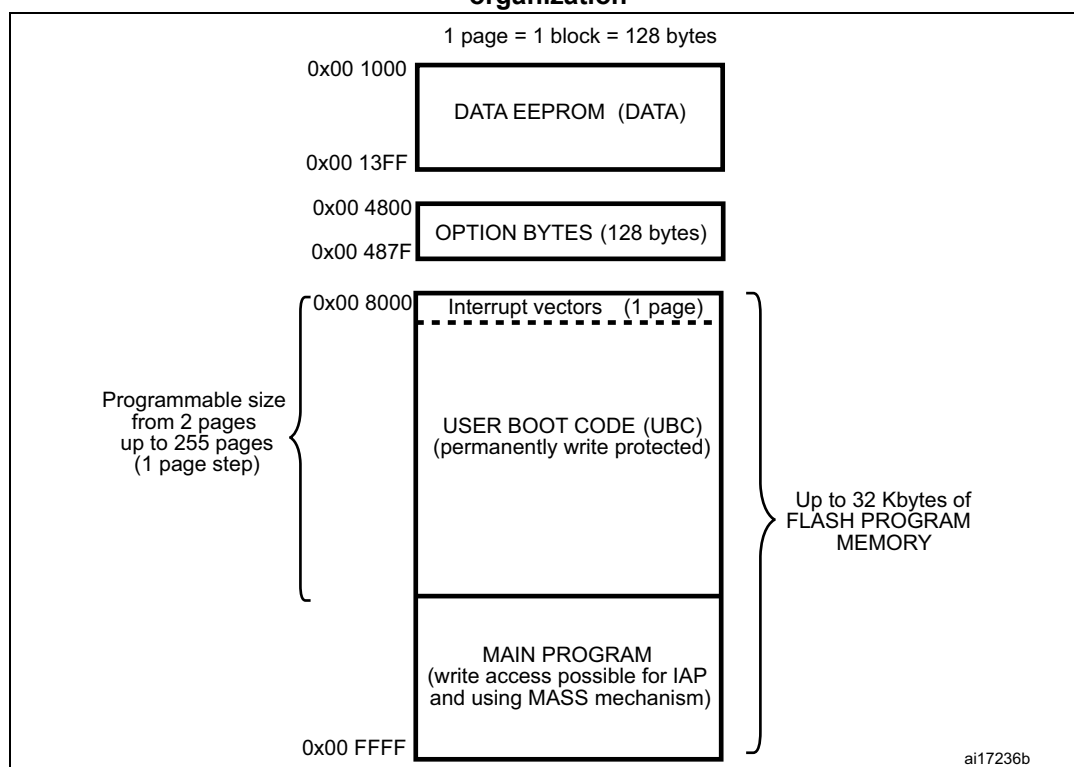 organization
1 page = 1 block = 128 bytes
0x00 1000
DATA EEPROM (DATA)
0x00 13FF
0x00 4800
OPTION BYTES (128 bytes)
0x00 487F
0x00 8000
Interrupt vectors (1 page)
Programmable size
from 2 pages
up to 255 pages
(1 page step)
USER BOOT CODE (UBC)
(permanently write protected)
Up to 32 Kbytes of
FLASH PROGRAM
MEMORY
MAIN PROGRAM
(write access possible for IAP
and using MASS mechanism)
0x00 FFFF
ai17236b